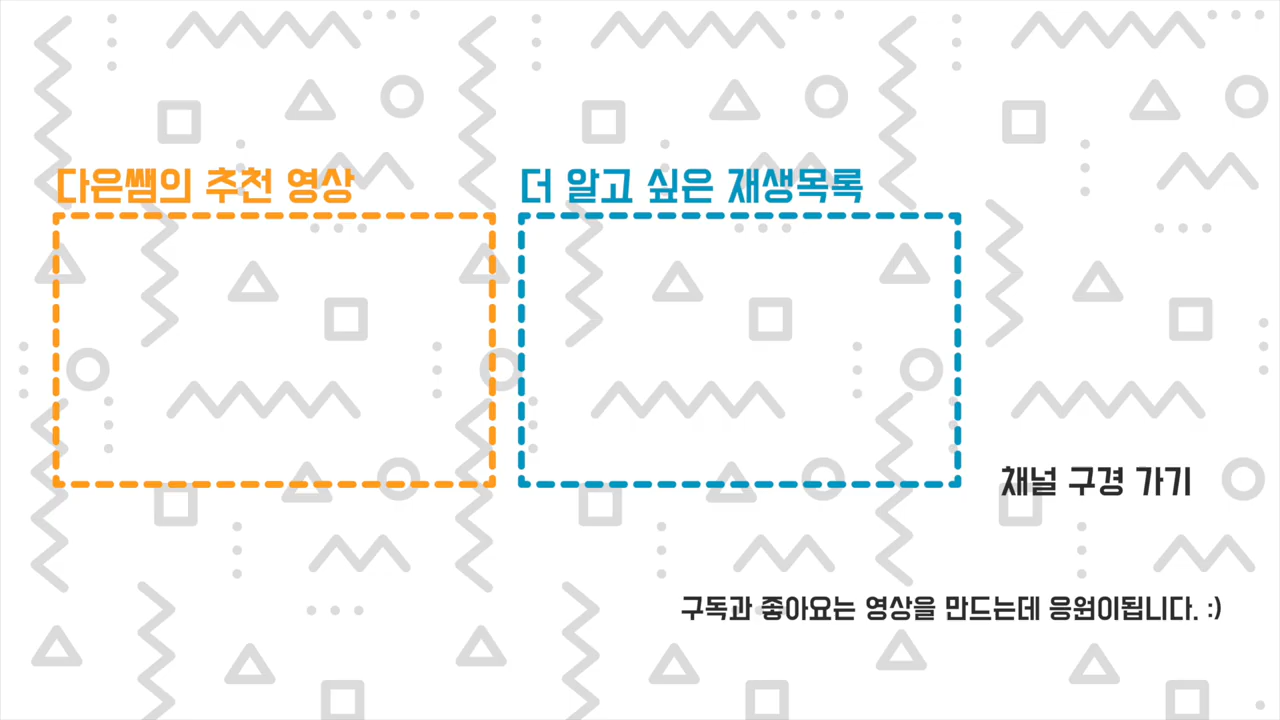 다은쌤의 추천 영상
더 알고 싶은 재생목록
채널 구경 가기
구독과 좋아요는 영상을 만드는데 응원이됩니다. :)